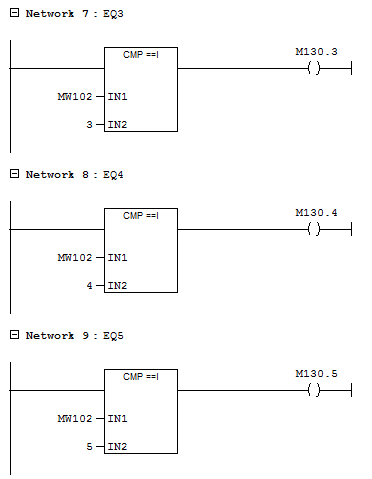 Network 7 : EQ3
M130.3
CMP ==I
MW102 IN1
3 IN2
Network 8 : EQ4
M130.4
CMP ==I
MW102 IN1
4 IN2
Network 9 : EQ5
M130.5
CMP ==I
MW102 IN1
5 IN2